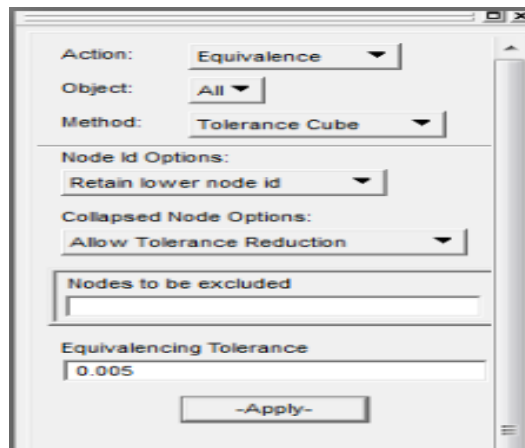 Action: Equivalence
Object: All
Method: Tolerance Cube
Node Id Options:
Retain lower node id
Collapsed Node Options:
Allow Tolerance Reduction
Nodes to be excluded
Equivalencing Tolerance
0.005
-Apply-